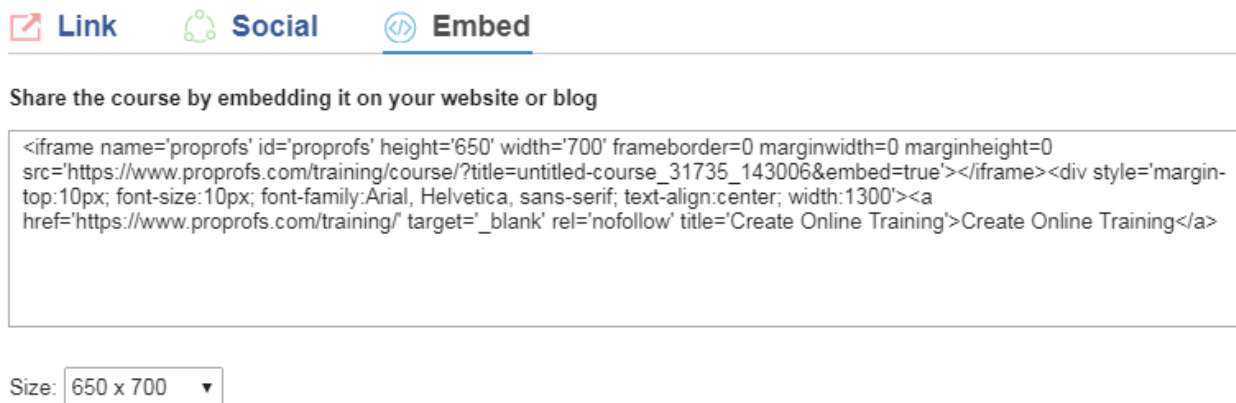 Link Social Embed
Share the course by embedding it on your website or blog
<iframe name='proprofs' id='proprofs' height='650' width='700' frameborder=0 marginwidth=0 marginheight=0
src='https://www.proprofs.com/training/course/?title=untitled-course_31735_143006&embed=true'></iframe><div style='margin-
top:10px; font-size:10px; font-family:Arial, Helvetica, sans-serif; text-align:center; width:1300'><a
href='https://www.proprofs.com/training/' target='_blank' rel='nofollow' title='Create Online Training'>Create Online Training</a>
Size: 650 x 700